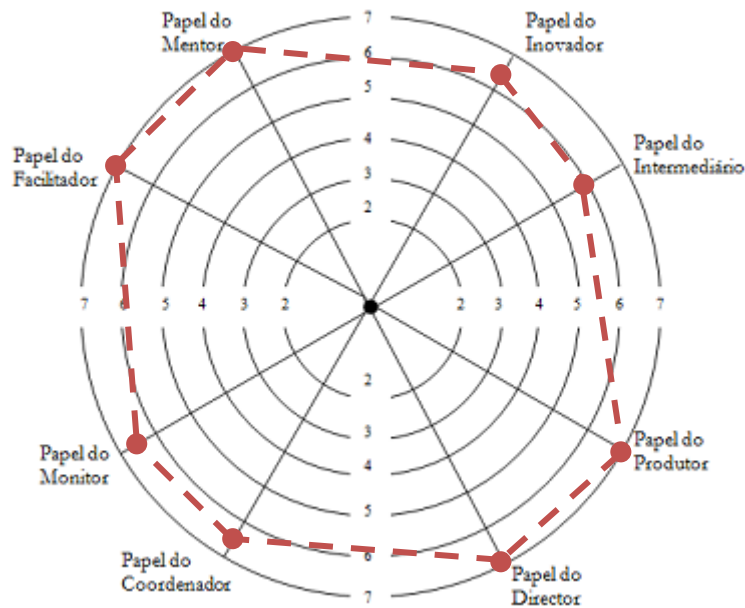 Papel do
Mentor
7
Papel do
Inovador
6
5
4
3
2
Papel do
Intermediário
Papel do
Facilitador
7 6 5 4 3 2 2 3 4 5 6 7
2
3
4
5
6
7
Papel do
Produtor
Papel do
Monitor
Papel do
Coordenador
Papel do
Director